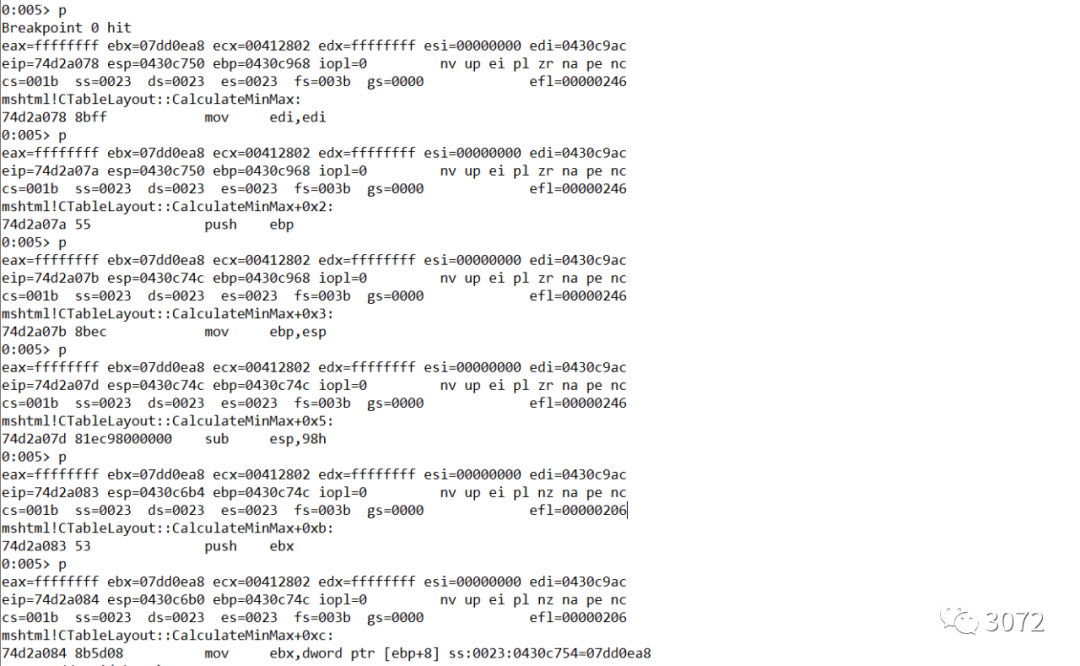 0:005> p
Breakpoint 0 hit
eax=ffffffff ebx=07dd0ea8 ecx=00412802 edx=ffffffff esi=00000000 edi=0430c9ac
eip=74d2a078 esp=0430c750 ebp=0430c968 iopl=0         nv up ei pl zr na pe nc
cs=001b  ss=0023  ds=0023  es=0023  fs=003b  gs=0000             efl=00000246
mshtml!CTableLayout::CalculateMinMax:
74d2a078 8bff            mov     edi,edi
0:005> p
eax=ffffffff ebx=07dd0ea8 ecx=00412802 edx=ffffffff esi=00000000 edi=0430c9ac
eip=74d2a07a esp=0430c750 ebp=0430c968 iopl=0         nv up ei pl zr na pe nc
cs=001b  ss=0023  ds=0023  es=0023  fs=003b  gs=0000             efl=00000246
mshtml!CTableLayout::CalculateMinMax+0x2:
74d2a07a 55              push    ebp
0:005> p
eax=ffffffff ebx=07dd0ea8 ecx=00412802 edx=ffffffff esi=00000000 edi=0430c9ac
eip=74d2a07b esp=0430c74c ebp=0430c968 iopl=0         nv up ei pl zr na pe nc
cs=001b  ss=0023  ds=0023  es=0023  fs=003b  gs=0000             efl=00000246
mshtml!CTableLayout::CalculateMinMax+0x3:
74d2a07b 8bec            mov     ebp,esp
0:005> p
eax=ffffffff ebx=07dd0ea8 ecx=00412802 edx=ffffffff esi=00000000 edi=0430c9ac
eip=74d2a07d esp=0430c74c ebp=0430c74c iopl=0         nv up ei pl zr na pe nc
cs=001b  ss=0023  ds=0023  es=0023  fs=003b  gs=0000             efl=00000246
mshtml!CTableLayout::CalculateMinMax+0x5:
74d2a07d 81ec98000000    sub     esp,98h
0:005> p
eax=ffffffff ebx=07dd0ea8 ecx=00412802 edx=ffffffff esi=00000000 edi=0430c9ac
eip=74d2a083 esp=0430c6b4 ebp=0430c74c iopl=0         nv up ei pl nz na pe nc
cs=001b  ss=0023  ds=0023  es=0023  fs=003b  gs=0000             efl=00000206
mshtml!CTableLayout::CalculateMinMax+0xb:
74d2a083 53              push    ebx
0:005> p
eax=ffffffff ebx=07dd0ea8 ecx=00412802 edx=ffffffff esi=00000000 edi=0430c9ac
eip=74d2a084 esp=0430c6b0 ebp=0430c74c iopl=0         nv up ei pl nz na pe nc
cs=001b  ss=0023  ds=0023  es=0023  fs=003b  gs=0000             efl=00000206
mshtml!CTableLayout::CalculateMinMax+0xc:
74d2a084 8b5d08          mov     ebx,dword ptr [ebp+8] ss:0023:0430c754=07dd0ea8
3072